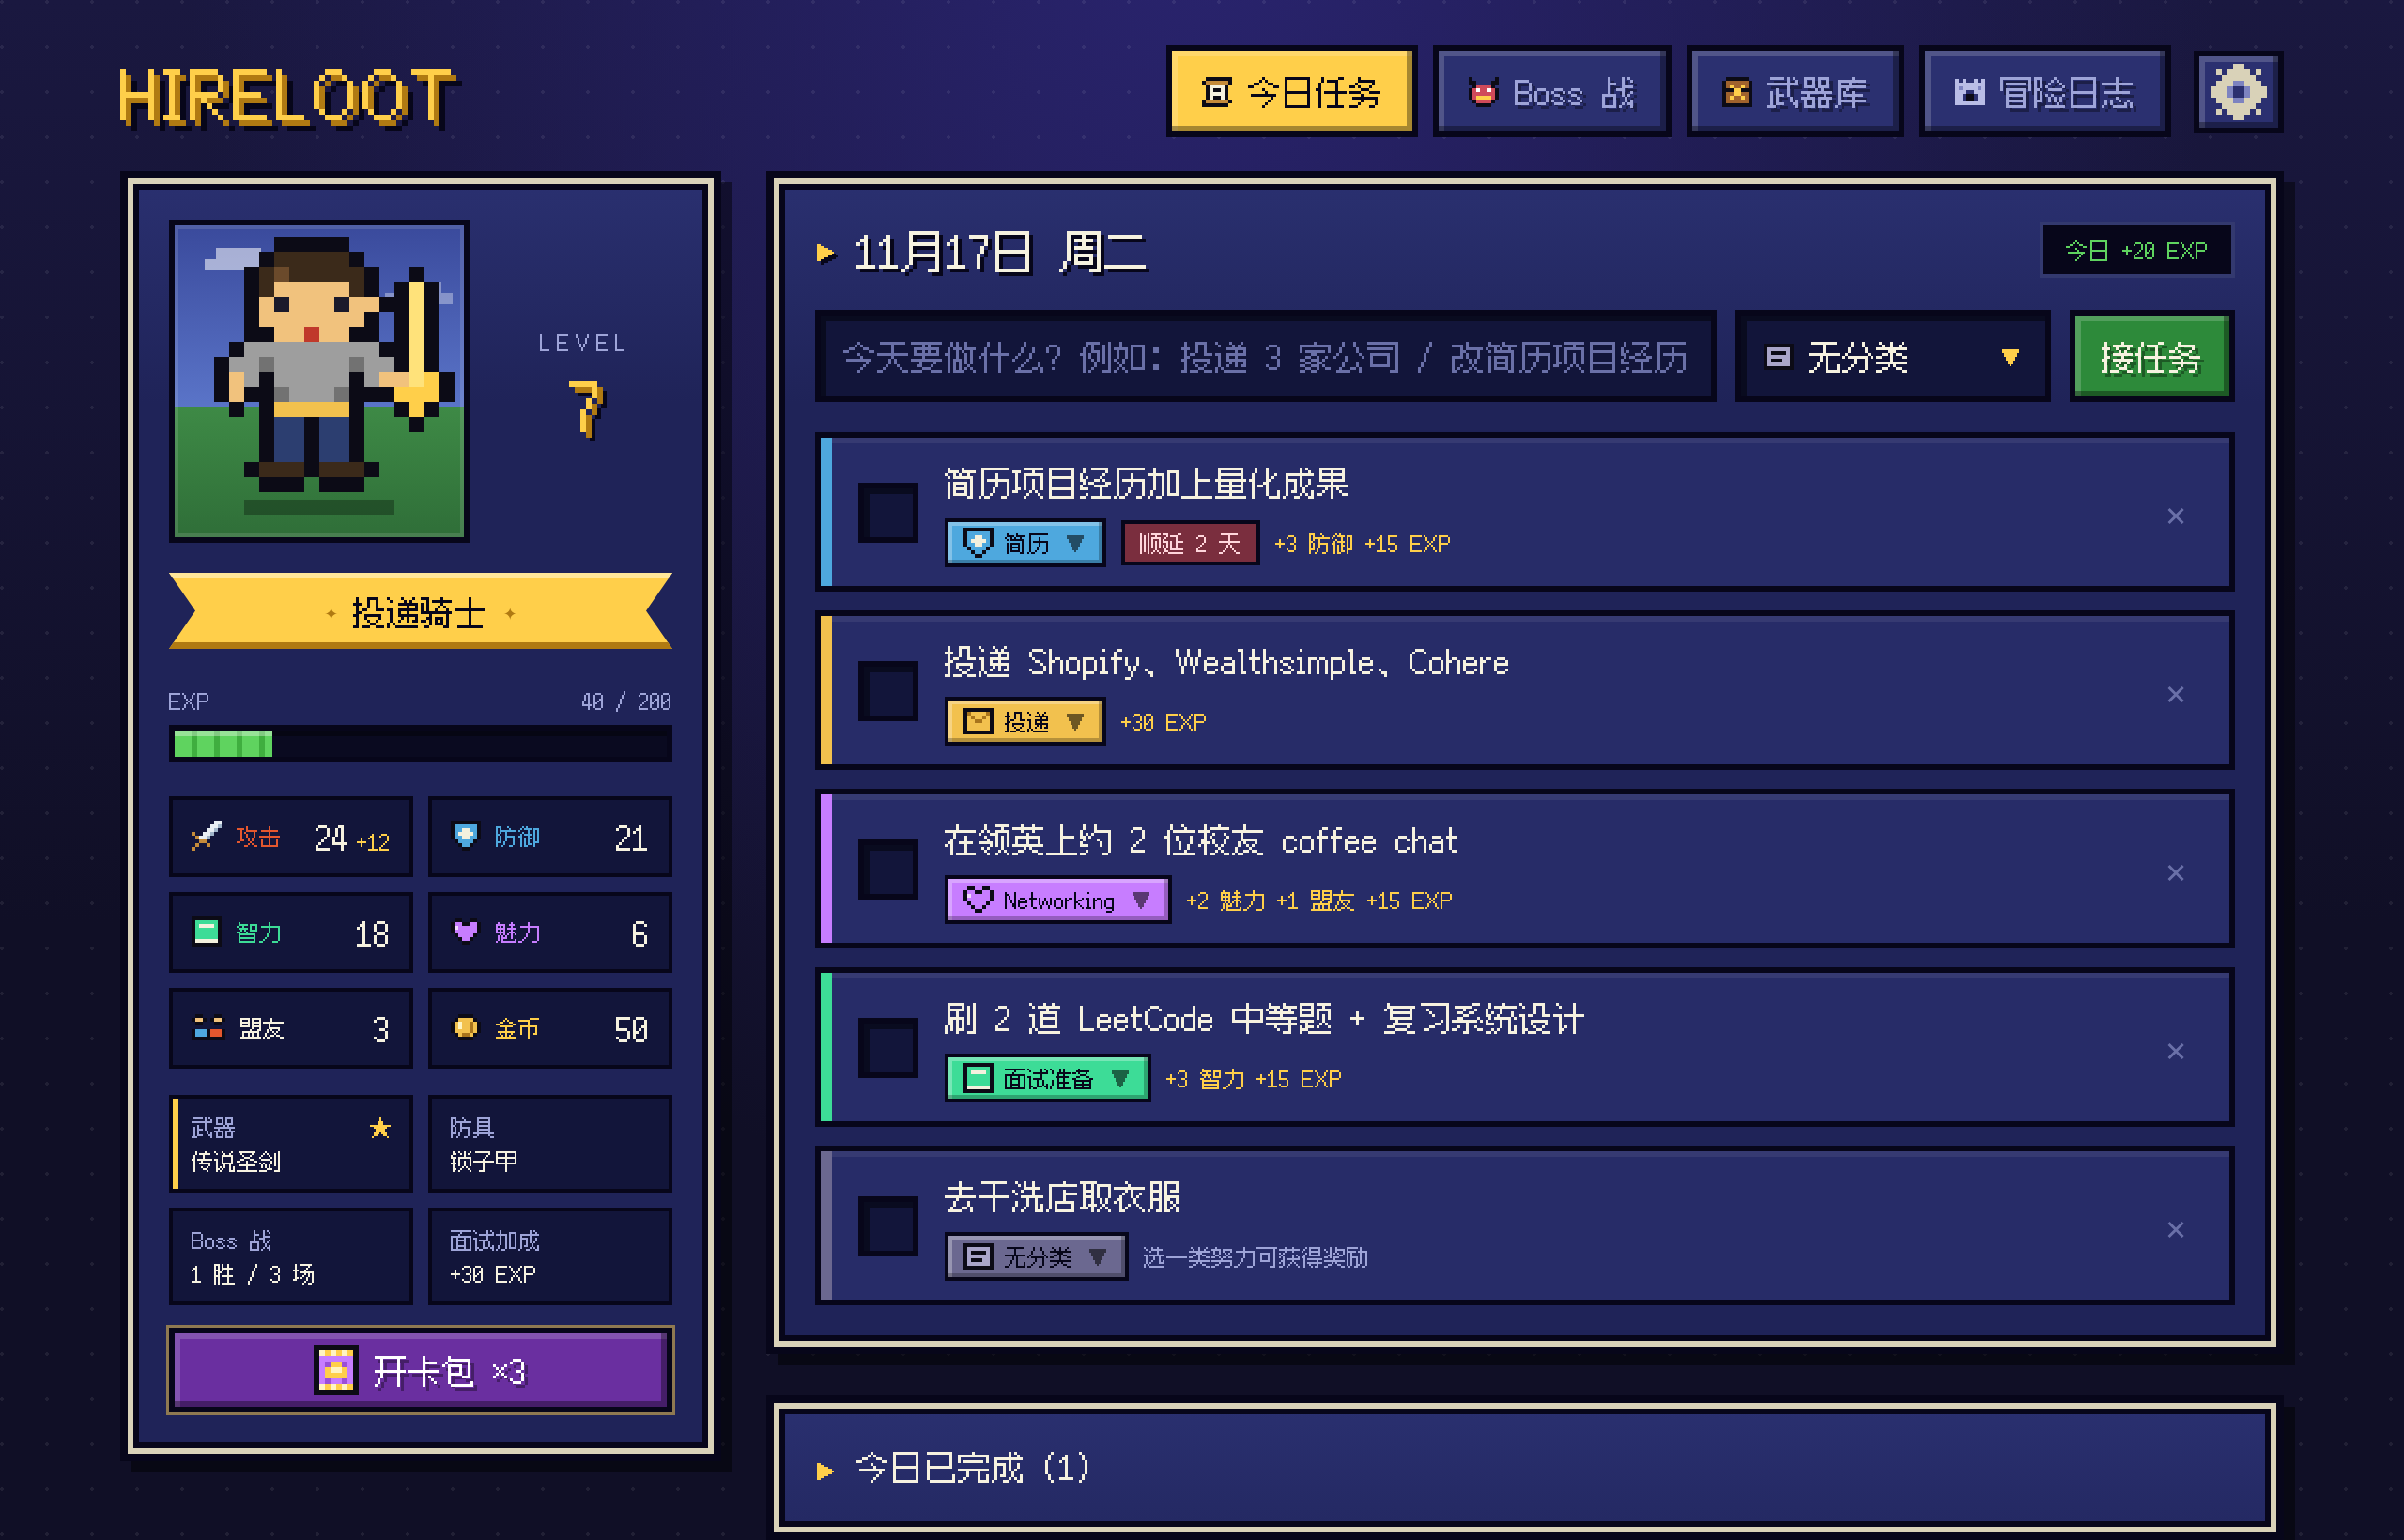 HIRELOOT
今日任务
Boss 战
武器库
冒险日志
LEVEL
7
投递骑士
EXP
40 / 200
攻击 24 +12
防御 21
智力 18
魅力 6
盟友 3
金币 50
武器 ★
传说圣剑
防具
锁子甲
Boss 战
1 胜 / 3 场
面试加成
+30 EXP
开卡包 ×3
11月17日 周二
今日 +20 EXP
今天要做什么? 例如: 投递 3 家公司 / 改简历项目经历
无分类
接任务
简历项目经历加上量化成果
简历 顺延 2 天 +3 防御 +15 EXP
投递 Shopify、Wealthsimple、Cohere
投递 +30 EXP
在领英上约 2 位校友 coffee chat
Networking +2 魅力 +1 盟友 +15 EXP
刷 2 道 LeetCode 中等题 + 复习系统设计
面试准备 +3 智力 +15 EXP
去干洗店取衣服
无分类 选一类努力可获得奖励
今日已完成 (1)